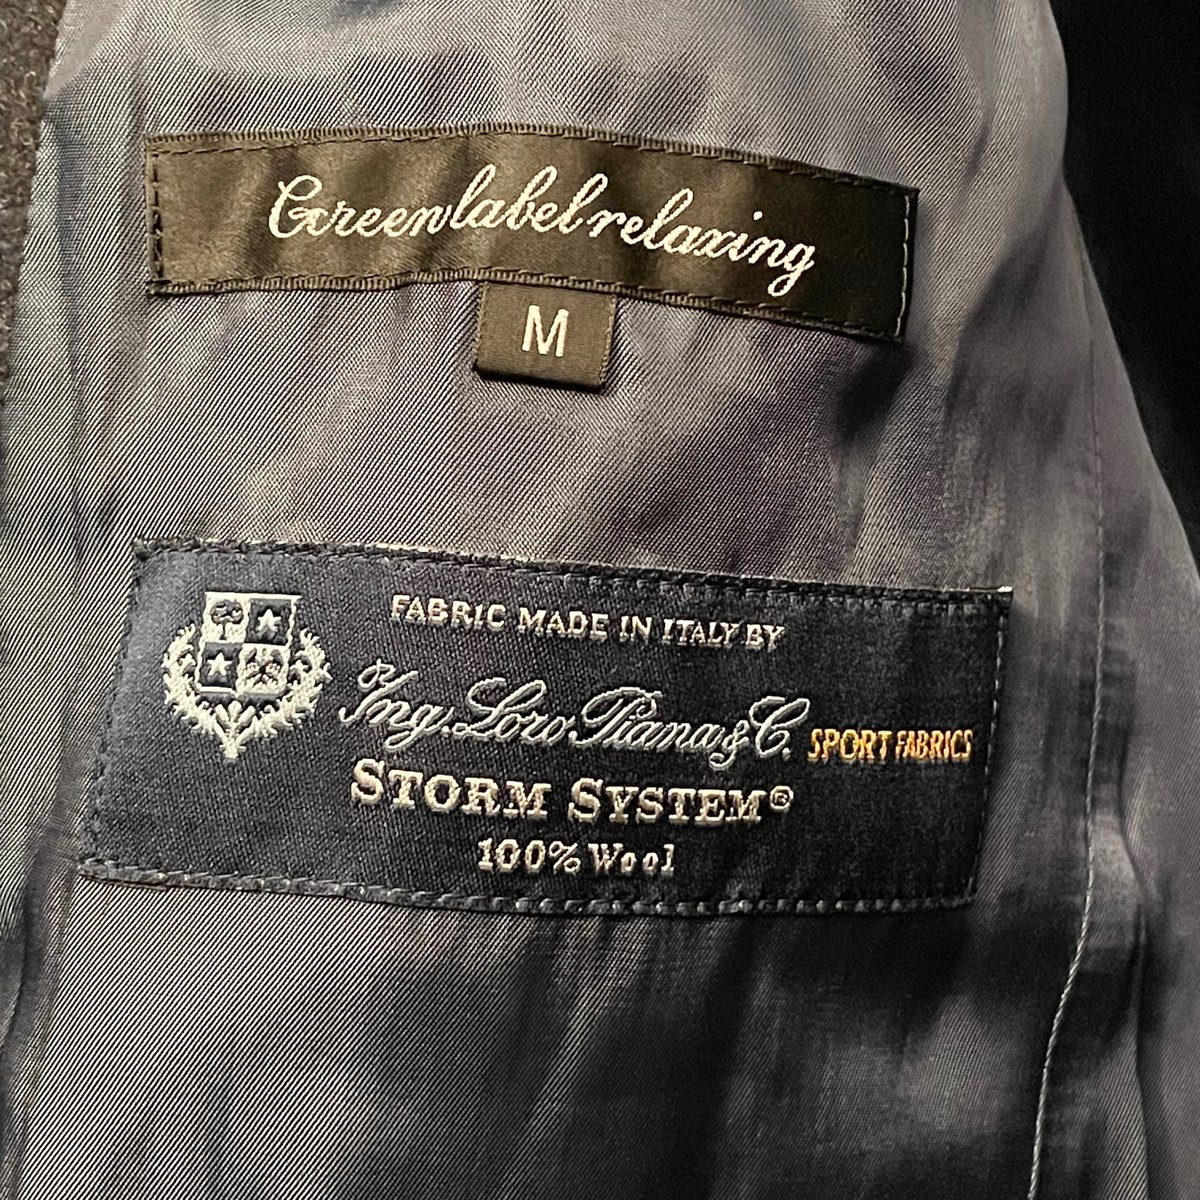 Greenlabelrelaxing
M
FABRIC MADE IN ITALY BY
Ing. Loro Piana & C. SPORT FABRICS
STORM SYSTEM®
100% Wool